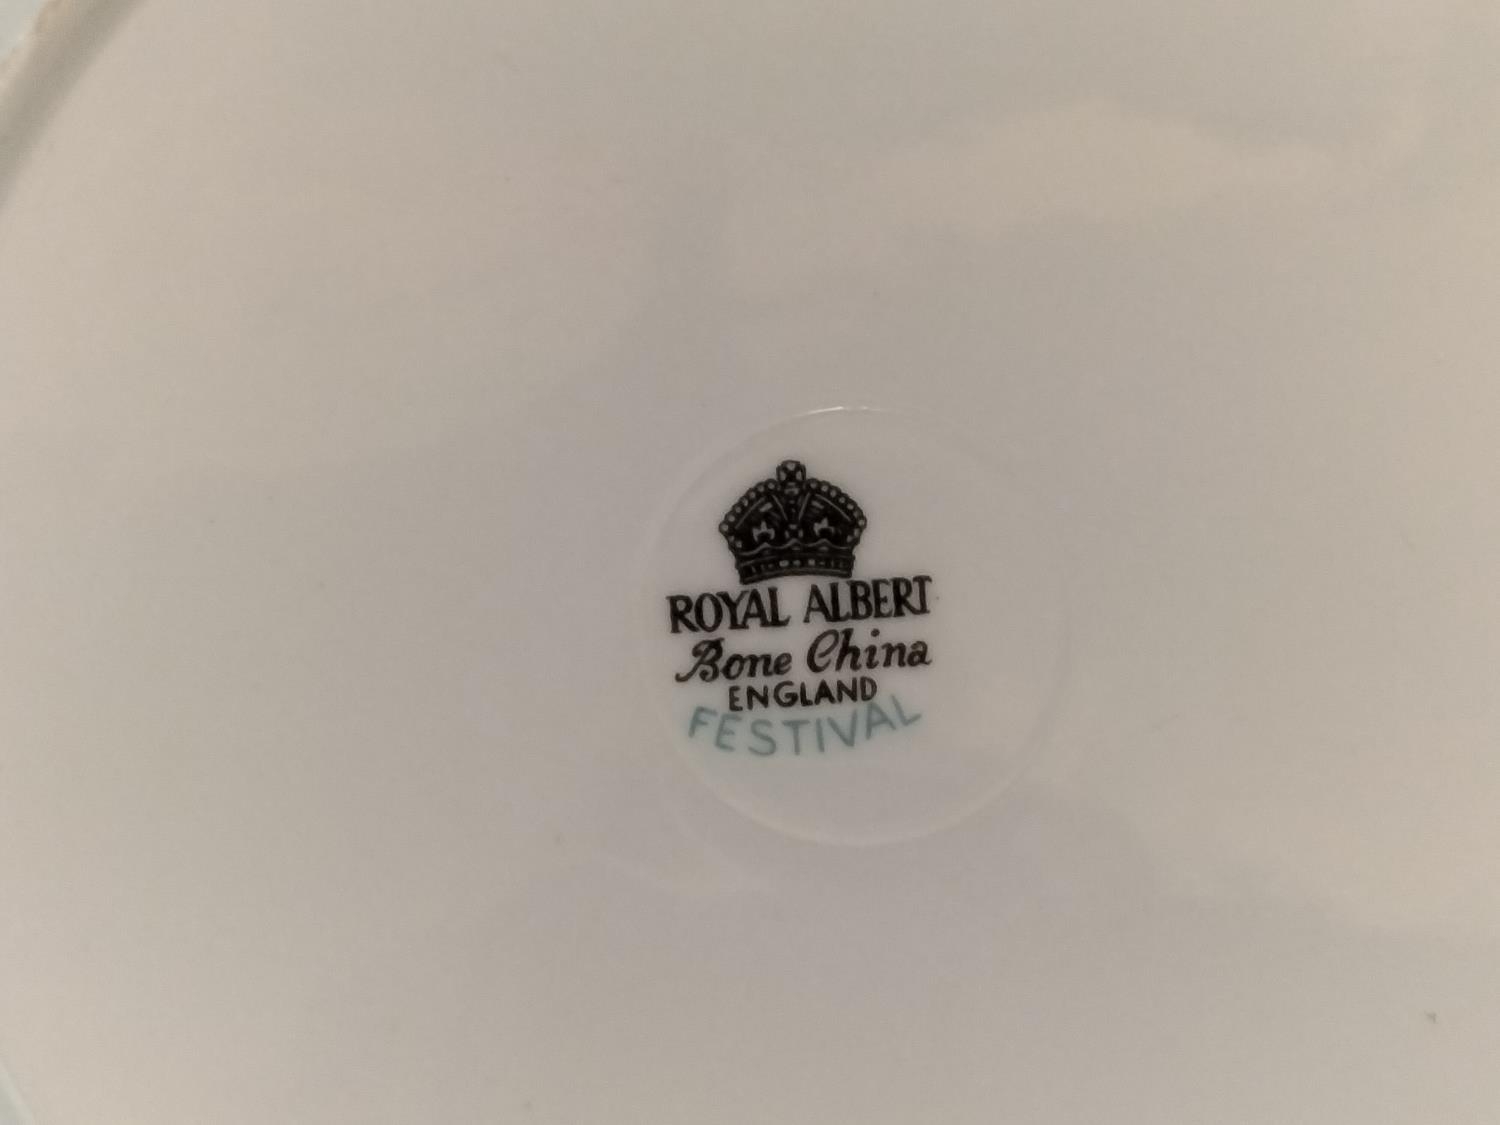 ROYAL ALBERT
Bone China
ENGLAND
FESTIVAL